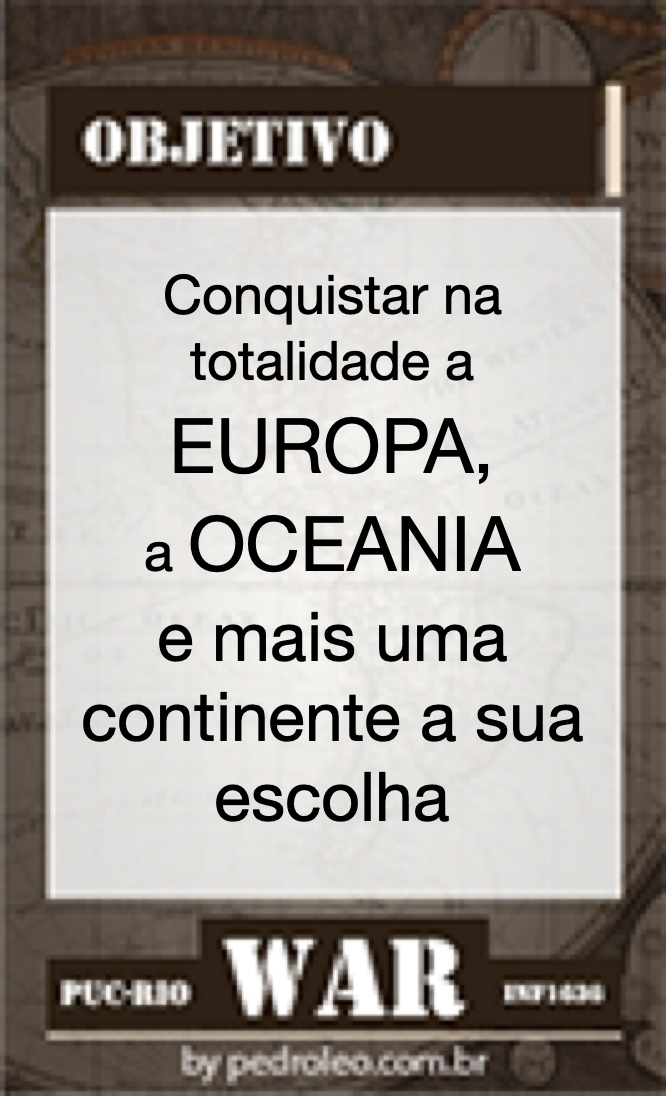 OBJETIVO
Conquistar na
totalidade a
EUROPA,
a OCEANIA
e mais uma
continente a sua
escolha
PUC-RIO WAR INF1636
by pedroleo.com.br